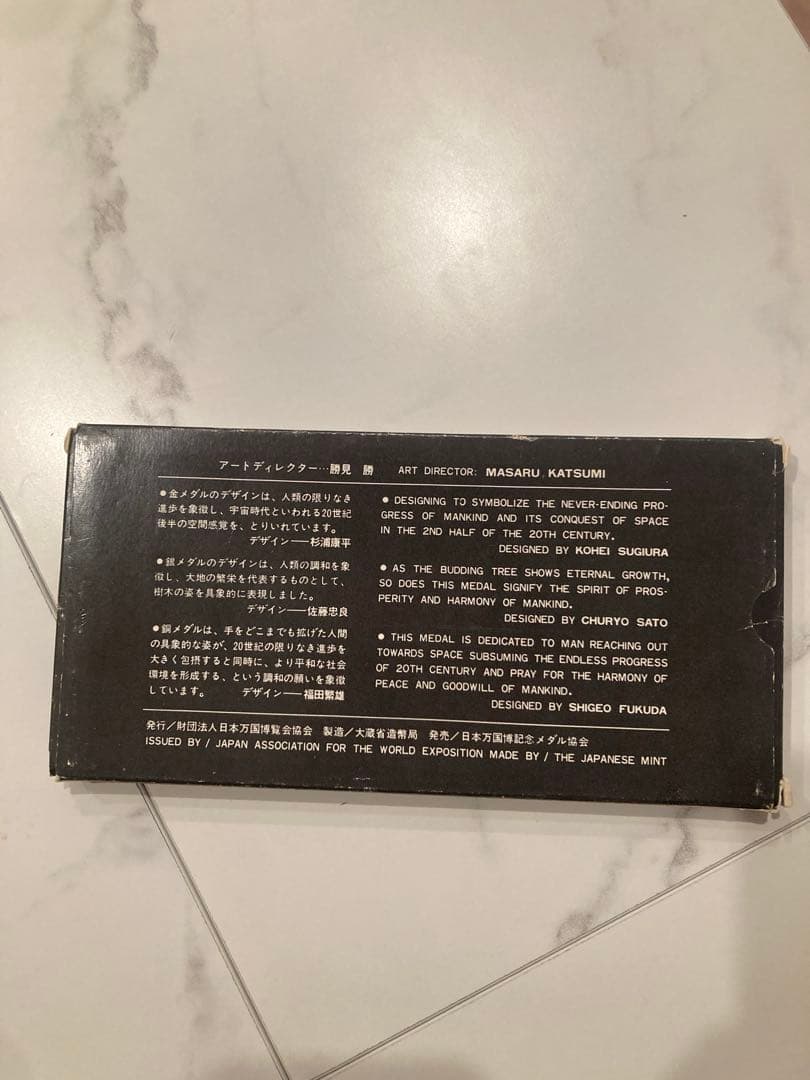 アートディレクター…勝見 勝 ART DIRECTOR: MASARU KATSUMI
●金メダルのデザインは、人類の限りなき
進歩を象徴し、宇宙時代といわれる20世紀
後半の空間感覚を、とりいれています。
デザイン──杉浦康平
●銀メダルのデザインは、人類の調和を象
徴し、大地の繁栄を代表するものとして、
樹木の姿を具象的に表現しました。
デザイン──佐藤忠良
●銅メダルは、手をどこまでも拡げた人間
の具象的な姿が、20世紀の限りなき進歩を
大きく包摂すると同時に、より平和な社会
環境を形成する、という調和の願いを象徴
しています。 デザイン──福田繁雄
● DESIGNING TO SYMBOLIZE THE NEVER-ENDING PRO-
GRESS OF MANKIND AND ITS CONQUEST OF SPACE
IN THE 2ND HALF OF THE 20TH CENTURY.
DESIGNED BY KOHEI SUGIURA
● AS THE BUDDING TREE SHOWS ETERNAL GROWTH,
SO DOES THIS MEDAL SIGNIFY THE SPIRIT OF PROS-
PERITY AND HARMONY OF MANKIND.
DESIGNED BY CHURYO SATO
● THIS MEDAL IS DEDICATED TO MAN REACHING OUT
TOWARDS SPACE SUBSUMING THE ENDLESS PROGRESS
OF 20TH CENTURY AND PRAY FOR THE HARMONY OF
PEACE AND GOODWILL OF MANKIND.
DESIGNED BY SHIGEO FUKUDA
発行／財団法人日本万国博覧会協会 製造／大蔵省造幣局 発売／日本万国博記念メダル協会
ISSUED BY / JAPAN ASSOCIATION FOR THE WORLD EXPOSITION MADE BY / THE JAPANESE MINT